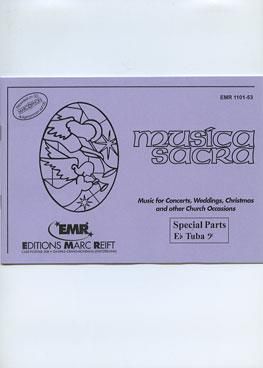 EMR 1101-53
musica
sacra
Music for Concerts, Weddings, Christmas
and other Church Occasions
EMR
Special Parts
E♭ Tuba 𝄢
EDITIONS MARC REIFT